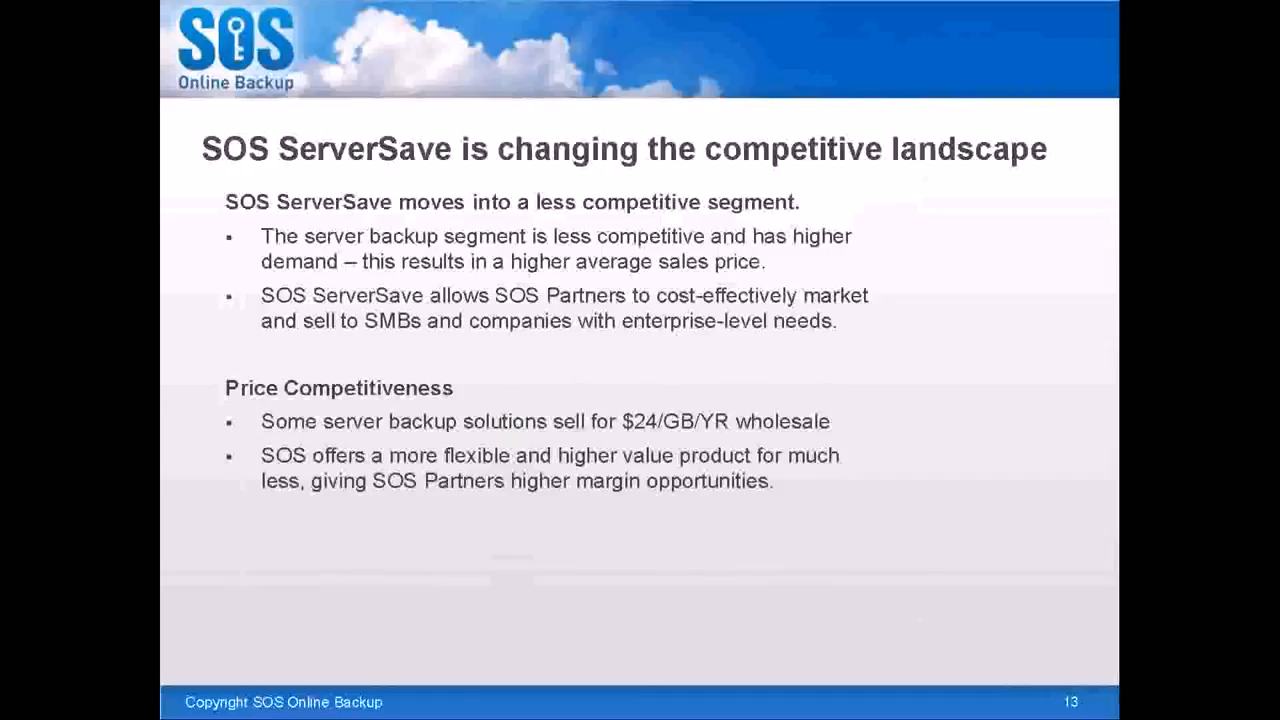 SOS
Online Backup
SOS ServerSave is changing the competitive landscape
SOS ServerSave moves into a less competitive segment.
▪ The server backup segment is less competitive and has higher
demand – this results in a higher average sales price.
▪ SOS ServerSave allows SOS Partners to cost-effectively market
and sell to SMBs and companies with enterprise-level needs.
Price Competitiveness
▪ Some server backup solutions sell for $24/GB/YR wholesale
▪ SOS offers a more flexible and higher value product for much
less, giving SOS Partners higher margin opportunities.
Copyright SOS Online Backup
13